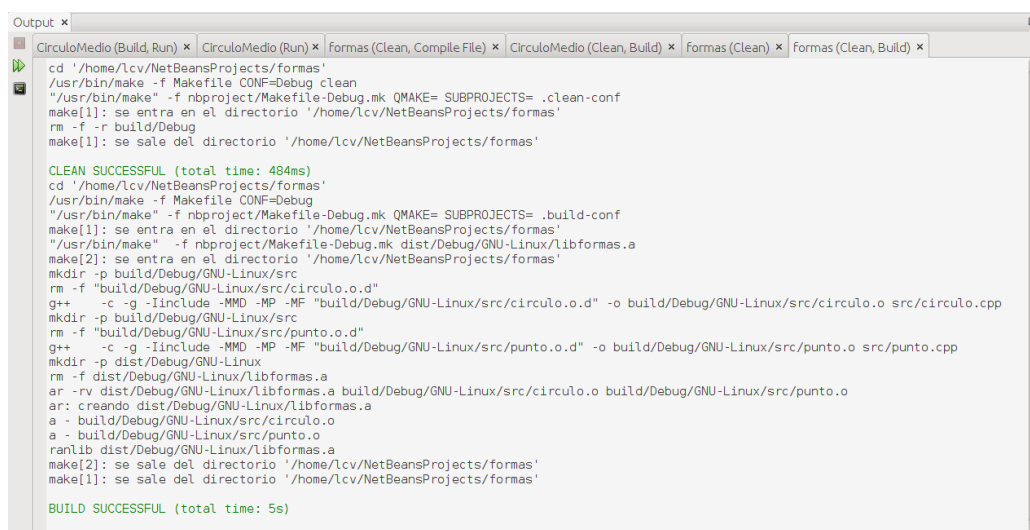 Output ×
CirculoMedio (Build, Run) × CirculoMedio (Run) × formas (Clean, Compile File) × CirculoMedio (Clean, Build) × formas (Clean) × formas (Clean, Build) ×
cd '/home/lcv/NetBeansProjects/formas'
/usr/bin/make -f Makefile CONF=Debug clean
"/usr/bin/make" -f nbproject/Makefile-Debug.mk QMAKE= SUBPROJECTS= .clean-conf
make[1]: se entra en el directorio '/home/lcv/NetBeansProjects/formas'
rm -f -r build/Debug
make[1]: se sale del directorio '/home/lcv/NetBeansProjects/formas'
CLEAN SUCCESSFUL (total time: 484ms)
cd '/home/lcv/NetBeansProjects/formas'
/usr/bin/make -f Makefile CONF=Debug
"/usr/bin/make" -f nbproject/Makefile-Debug.mk QMAKE= SUBPROJECTS= .build-conf
make[1]: se entra en el directorio '/home/lcv/NetBeansProjects/formas'
"/usr/bin/make"  -f nbproject/Makefile-Debug.mk dist/Debug/GNU-Linux/libformas.a
make[2]: se entra en el directorio '/home/lcv/NetBeansProjects/formas'
mkdir -p build/Debug/GNU-Linux/src
rm -f "build/Debug/GNU-Linux/src/circulo.o.d"
g++    -c -g -Iinclude -MMD -MP -MF "build/Debug/GNU-Linux/src/circulo.o.d" -o build/Debug/GNU-Linux/src/circulo.o src/circulo.cpp
mkdir -p build/Debug/GNU-Linux/src
rm -f "build/Debug/GNU-Linux/src/punto.o.d"
g++    -c -g -Iinclude -MMD -MP -MF "build/Debug/GNU-Linux/src/punto.o.d" -o build/Debug/GNU-Linux/src/punto.o src/punto.cpp
mkdir -p dist/Debug/GNU-Linux
rm -f dist/Debug/GNU-Linux/libformas.a
ar -rv dist/Debug/GNU-Linux/libformas.a build/Debug/GNU-Linux/src/circulo.o build/Debug/GNU-Linux/src/punto.o
ar: creando dist/Debug/GNU-Linux/libformas.a
a - build/Debug/GNU-Linux/src/circulo.o
a - build/Debug/GNU-Linux/src/punto.o
ranlib dist/Debug/GNU-Linux/libformas.a
make[2]: se sale del directorio '/home/lcv/NetBeansProjects/formas'
make[1]: se sale del directorio '/home/lcv/NetBeansProjects/formas'
BUILD SUCCESSFUL (total time: 5s)